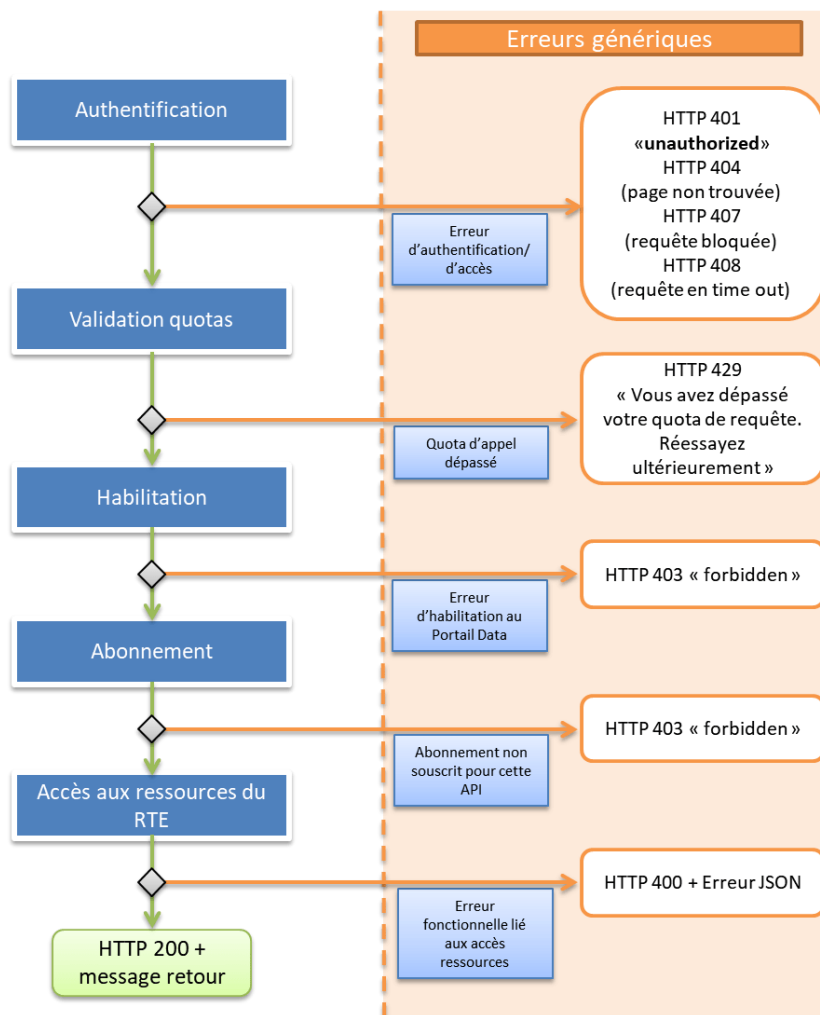 Erreurs génériques
Authentification
HTTP 401
«unauthorized»
HTTP 404
(page non trouvée)
HTTP 407
(requête bloquée)
HTTP 408
(requête en time out)
Erreur
d'authentification/
d'accès
Validation quotas
HTTP 429
« Vous avez dépassé
votre quota de requête.
Réessayez
ultérieurement »
Quota d'appel
dépassé
Habilitation
HTTP 403 « forbidden »
Erreur
d'habilitation au
Portail Data
Abonnement
HTTP 403 « forbidden »
Abonnement non
souscrit pour cette
API
Accès aux ressources du
RTE
HTTP 400 + Erreur JSON
Erreur
fonctionnelle lié
aux accès
ressources
HTTP 200 +
message retour